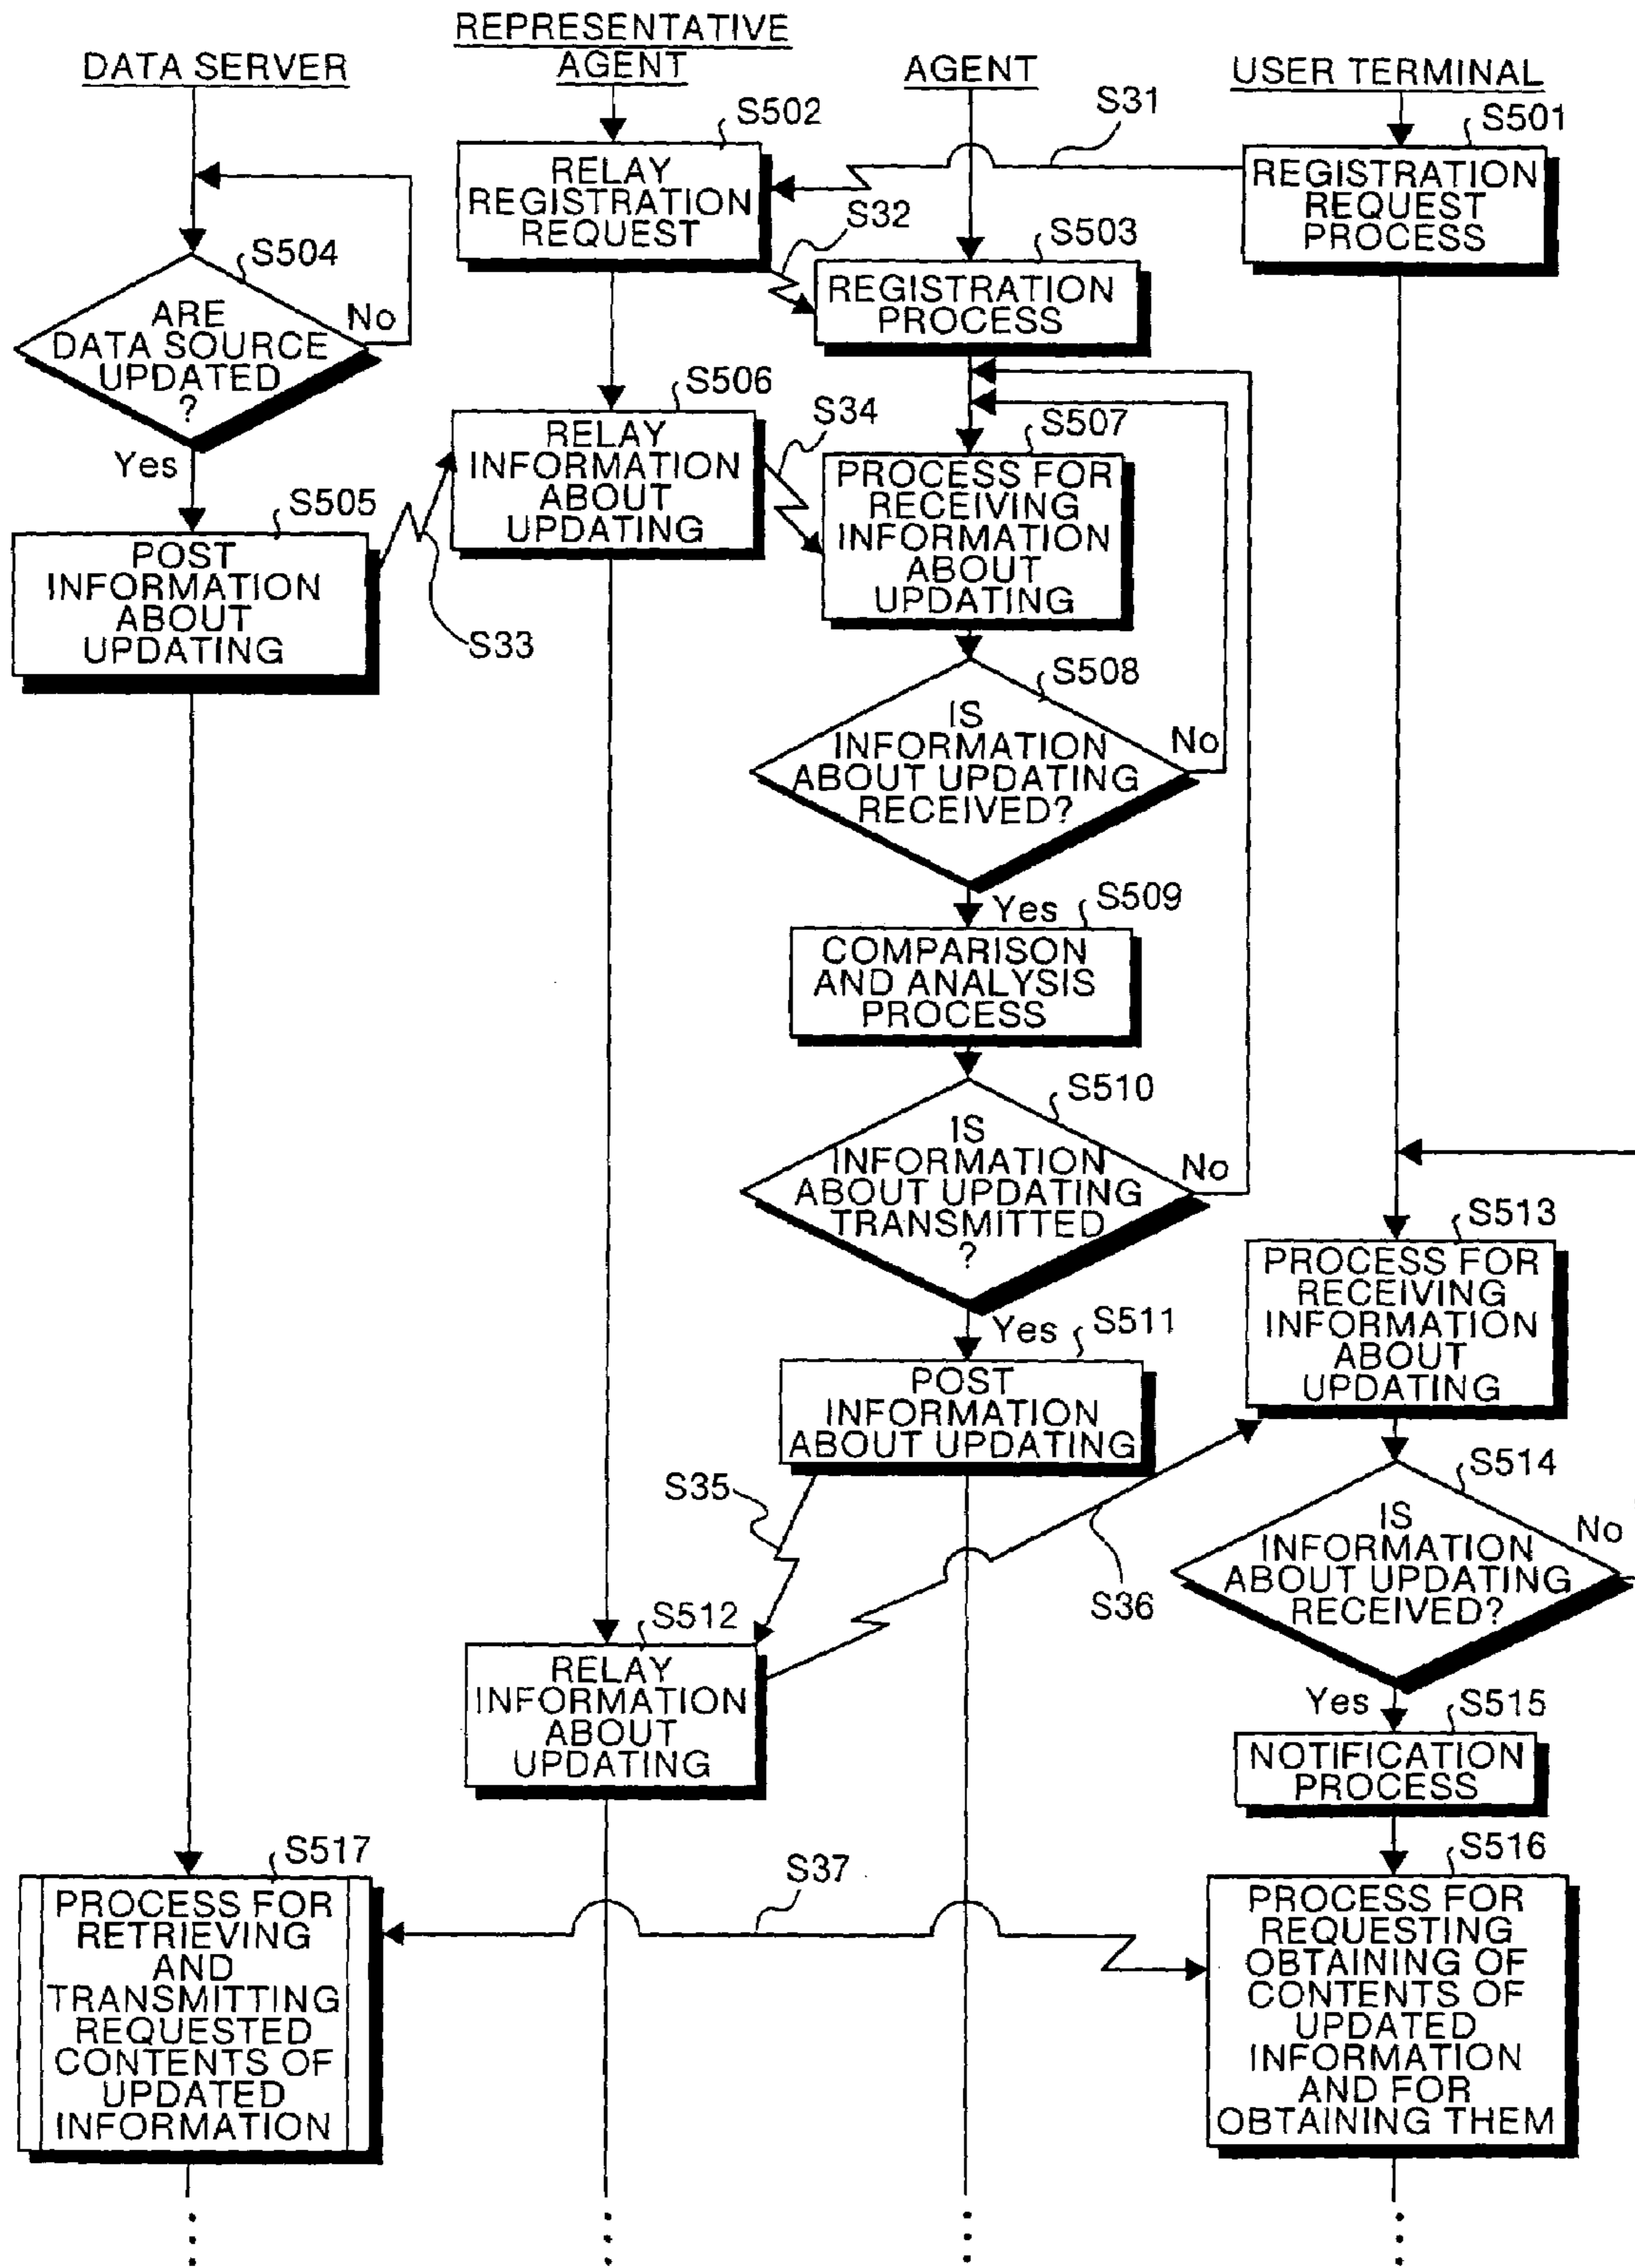 DATA SERVER
REPRESENTATIVE
AGENT
AGENT
USER TERMINAL
S502
RELAY
REGISTRATION
REQUEST
S31
S501
REGISTRATION
REQUEST
PROCESS
S32
S503
REGISTRATION
PROCESS
S504
ARE
DATA SOURCE
UPDATED
?
No
Yes
S505
POST
INFORMATION
ABOUT
UPDATING
S33
S506
RELAY
INFORMATION
ABOUT
UPDATING
S34
S507
PROCESS FOR
RECEIVING
INFORMATION
ABOUT
UPDATING
S508
IS
INFORMATION
ABOUT UPDATING
RECEIVED?
No
Yes
S509
COMPARISON
AND ANALYSIS
PROCESS
S510
IS
INFORMATION
ABOUT UPDATING
TRANSMITTED
?
No
Yes
S511
POST
INFORMATION
ABOUT UPDATING
S35
S512
RELAY
INFORMATION
ABOUT
UPDATING
S36
S513
PROCESS FOR
RECEIVING
INFORMATION
ABOUT
UPDATING
S514
IS
INFORMATION
ABOUT UPDATING
RECEIVED?
No
Yes
S515
NOTIFICATION
PROCESS
S516
PROCESS FOR
REQUESTING
OBTAINING OF
CONTENTS OF
UPDATED
INFORMATION
AND FOR
OBTAINING THEM
S37
S517
PROCESS FOR
RETRIEVING
AND
TRANSMITTING
REQUESTED
CONTENTS OF
UPDATED
INFORMATION